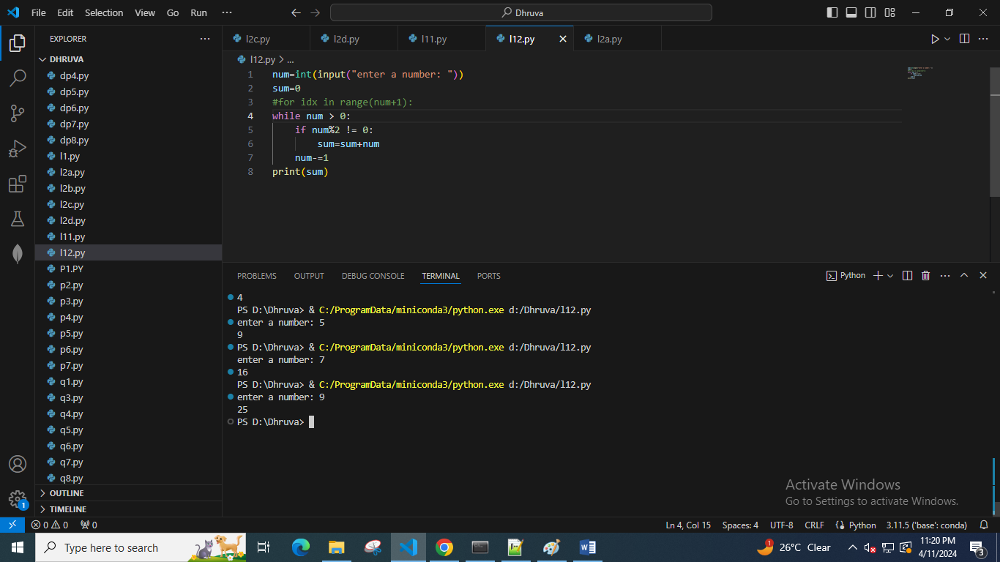 File Edit Selection View Go Run ··· Dhruva
EXPLORER ···
DHRUVA
dp4.py
dp5.py
dp6.py
dp7.py
dp8.py
l1.py
l2a.py
l2b.py
l2c.py
l2d.py
l11.py
l12.py
P1.PY
p2.py
p3.py
p4.py
p5.py
p6.py
p7.py
q1.py
q3.py
q4.py
q5.py
q6.py
q7.py
q8.py
OUTLINE
TIMELINE
l2c.py l2d.py l11.py l12.py l2a.py
l12.py > ...
1 num=int(input("enter a number: "))
2 sum=0
3 #for idx in range(num+1):
4 while num > 0:
5 if num%2 != 0:
6 sum=sum+num
7 num-=1
8 print(sum)
PROBLEMS OUTPUT DEBUG CONSOLE TERMINAL PORTS Python
4
PS D:\Dhruva> & C:/ProgramData/miniconda3/python.exe d:/Dhruva/l12.py
enter a number: 5
9
PS D:\Dhruva> & C:/ProgramData/miniconda3/python.exe d:/Dhruva/l12.py
enter a number: 7
16
PS D:\Dhruva> & C:/ProgramData/miniconda3/python.exe d:/Dhruva/l12.py
enter a number: 9
25
PS D:\Dhruva>
Activate Windows
Go to Settings to activate Windows.
1
0 0 0 Ln 4, Col 15 Spaces: 4 UTF-8 CRLF Python 3.11.5 ('base': conda)
Type here to search 1 26°C Clear 11:20 PM
4/11/2024
3